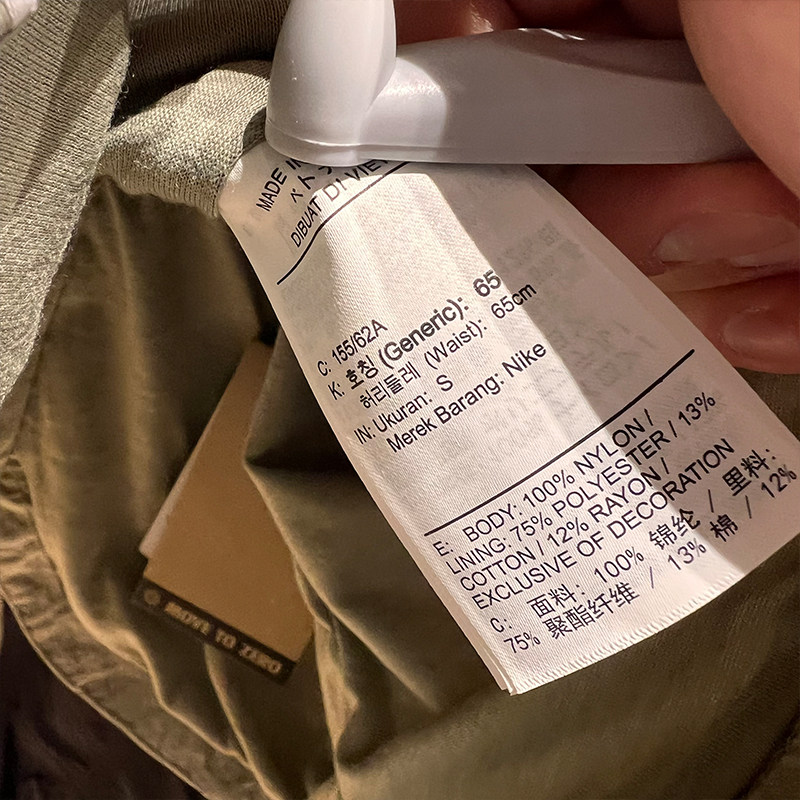 MADE IN
ベト
DIBUAT DI VIE
C: 155/62A
K: 호칭 (Generic): 65
허리둘레 (Waist): 65cm
IN: Ukuran: S
Merek Barang: Nike
E: BODY: 100% NYLON /
LINING: 75% POLYESTER / 13%
COTTON / 12% RAYON /
EXCLUSIVE OF DECORATION
C: 面料: 100% 锦纶 / 里料:
75% 聚酯纤维 / 13% 棉 / 12%
MOVE TO ZERO